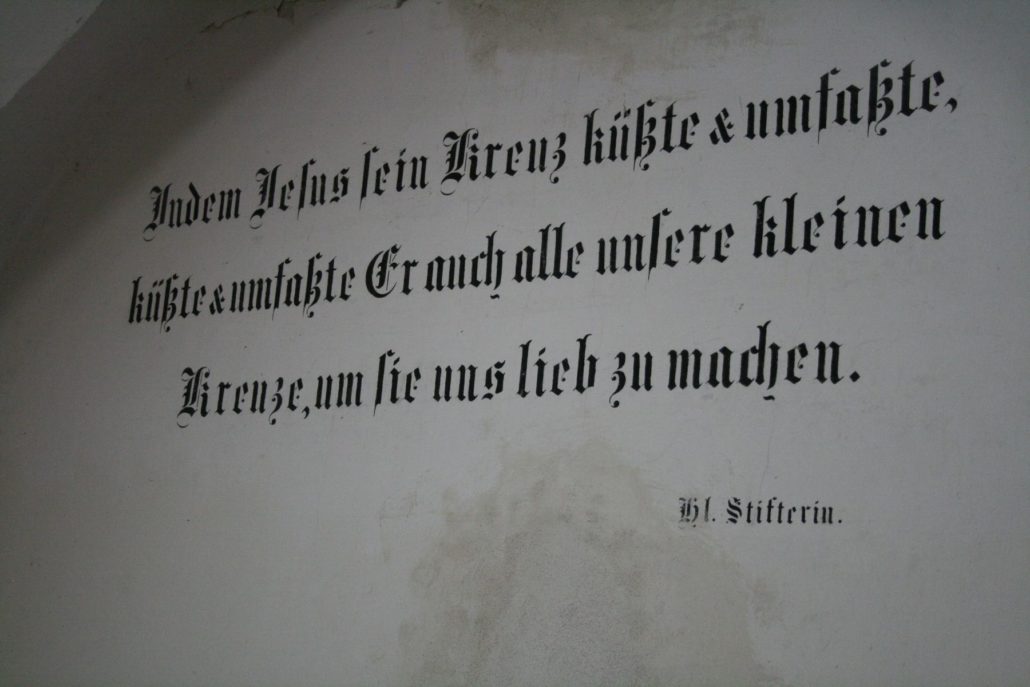 Indem Jesus sein Kreuz küßte & umfaßte,
küßte & umfaßte Er auch alle unsere kleinen
Kreuze, um sie uns lieb zu machen.
Hl. Stifterin.